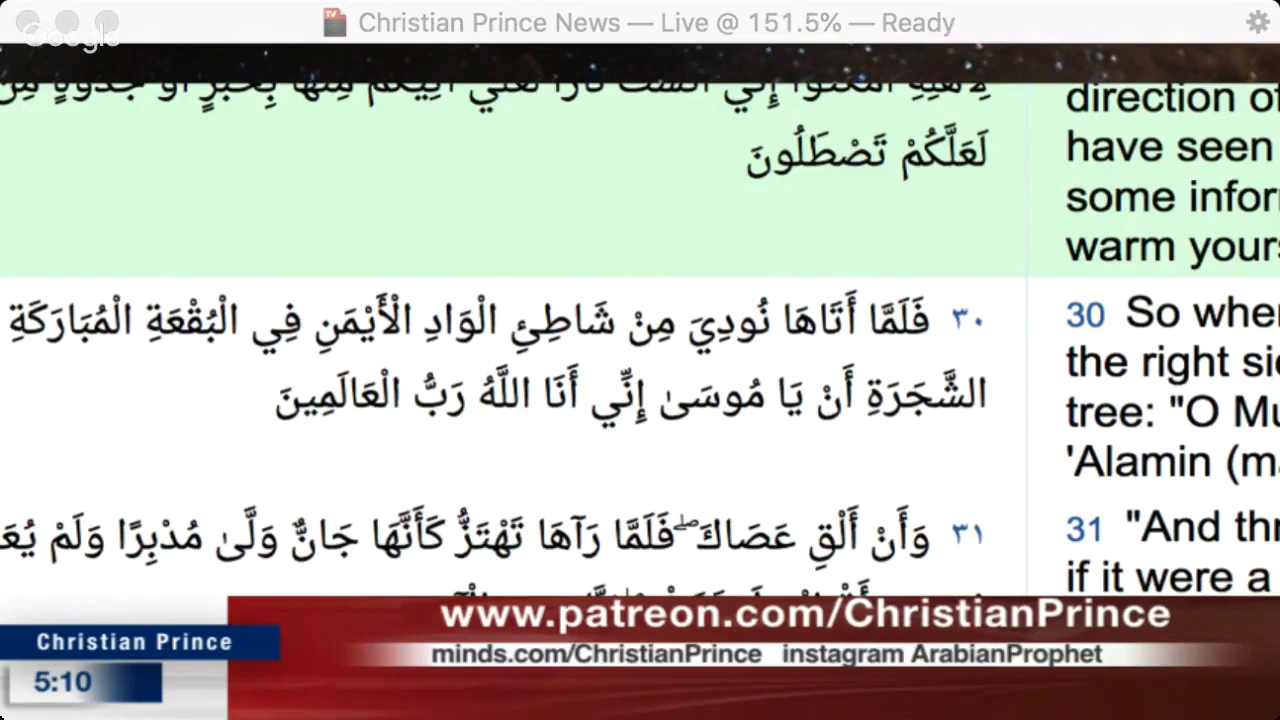 Christian Prince News — Live @ 151.5% — Ready
Google
لَعَلَّكُمْ تَصْطَلُونَ
direction of
have seen
some infor
warm yours
٣٠ فَلَمَّا أَتَاهَا نُودِيَ مِنْ شَاطِئِ الْوَادِ الْأَيْمَنِ فِي الْبُقْعَةِ الْمُبَارَكَةِ
الشَّجَرَةِ أَنْ يَا مُوسَىٰ إِنِّي أَنَا اللَّهُ رَبُّ الْعَالَمِينَ
30 So when
the right sid
tree: "O Mu
'Alamin (ma
٣١ وَأَنْ أَلْقِ عَصَاكَ ۖ فَلَمَّا رَآهَا تَهْتَزُّ كَأَنَّهَا جَانٌّ وَلَّىٰ مُدْبِرًا وَلَمْ يُعَ
31 "And thr
if it were a
www.patreon.com/ChristianPrince
minds.com/ChristianPrince instagram ArabianProphet
Christian Prince
5:10